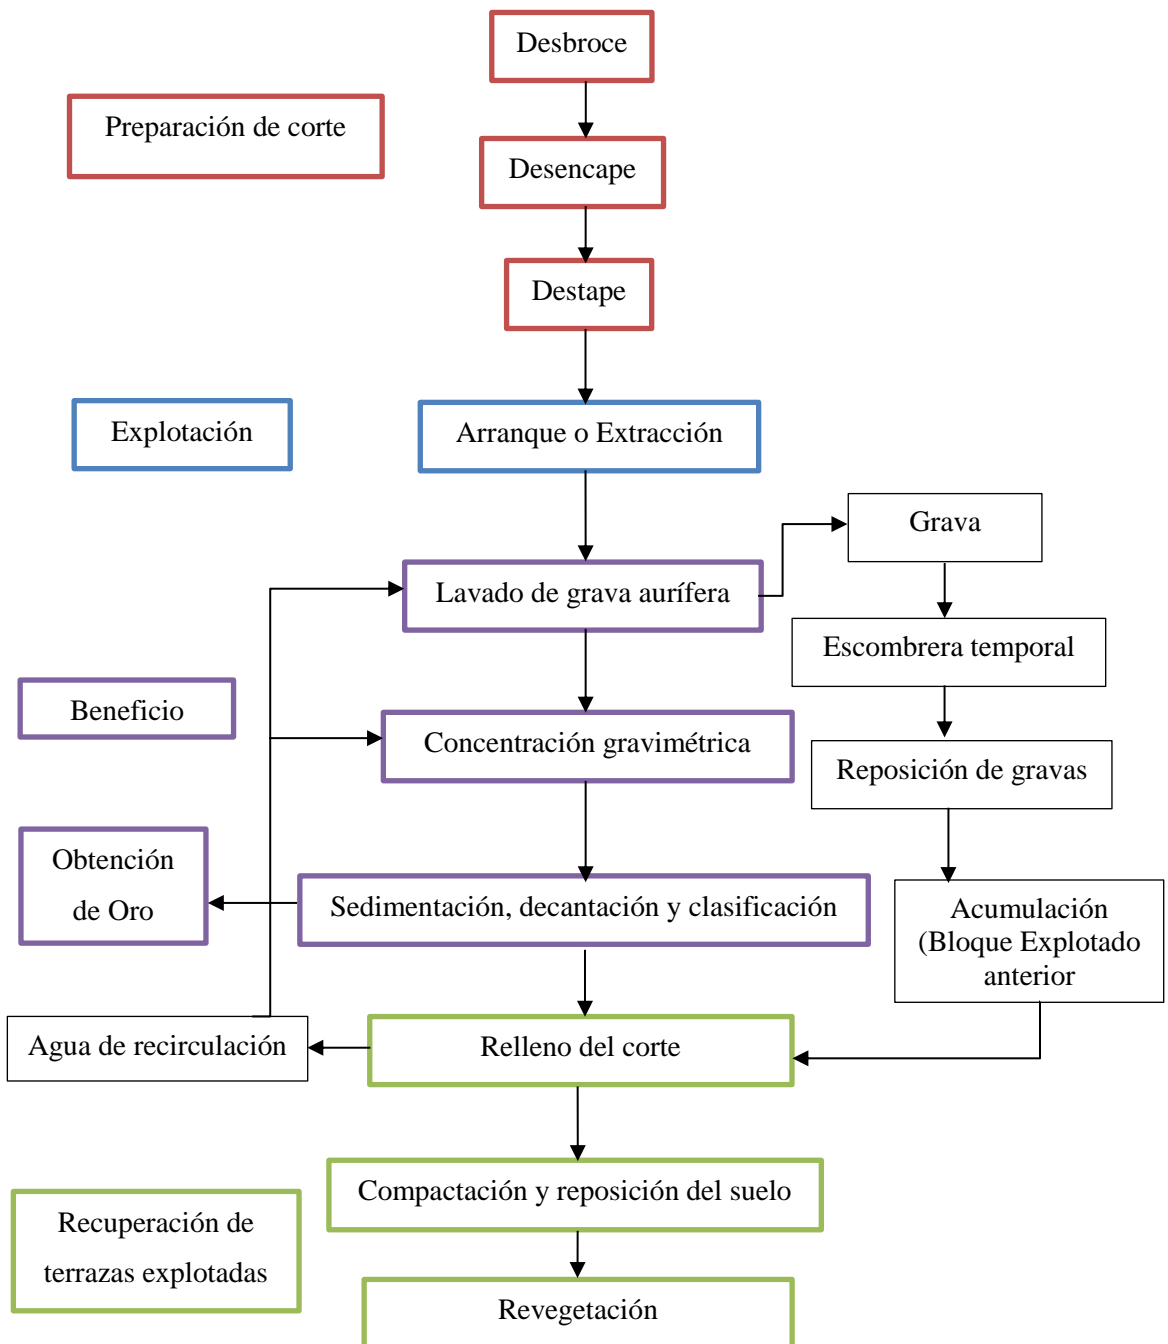 Desbroce
Preparación de corte
Desencape
Destape
Explotación
Arranque o Extracción
Grava
Lavado de grava aurífera
Escombrera temporal
Beneficio
Concentración gravimétrica
Reposición de gravas
Obtención
de Oro
Sedimentación, decantación y clasificación
Acumulación
(Bloque Explotado
anterior
Agua de recirculación
Relleno del corte
Compactación y reposición del suelo
Recuperación de
terrazas explotadas
Revegetación